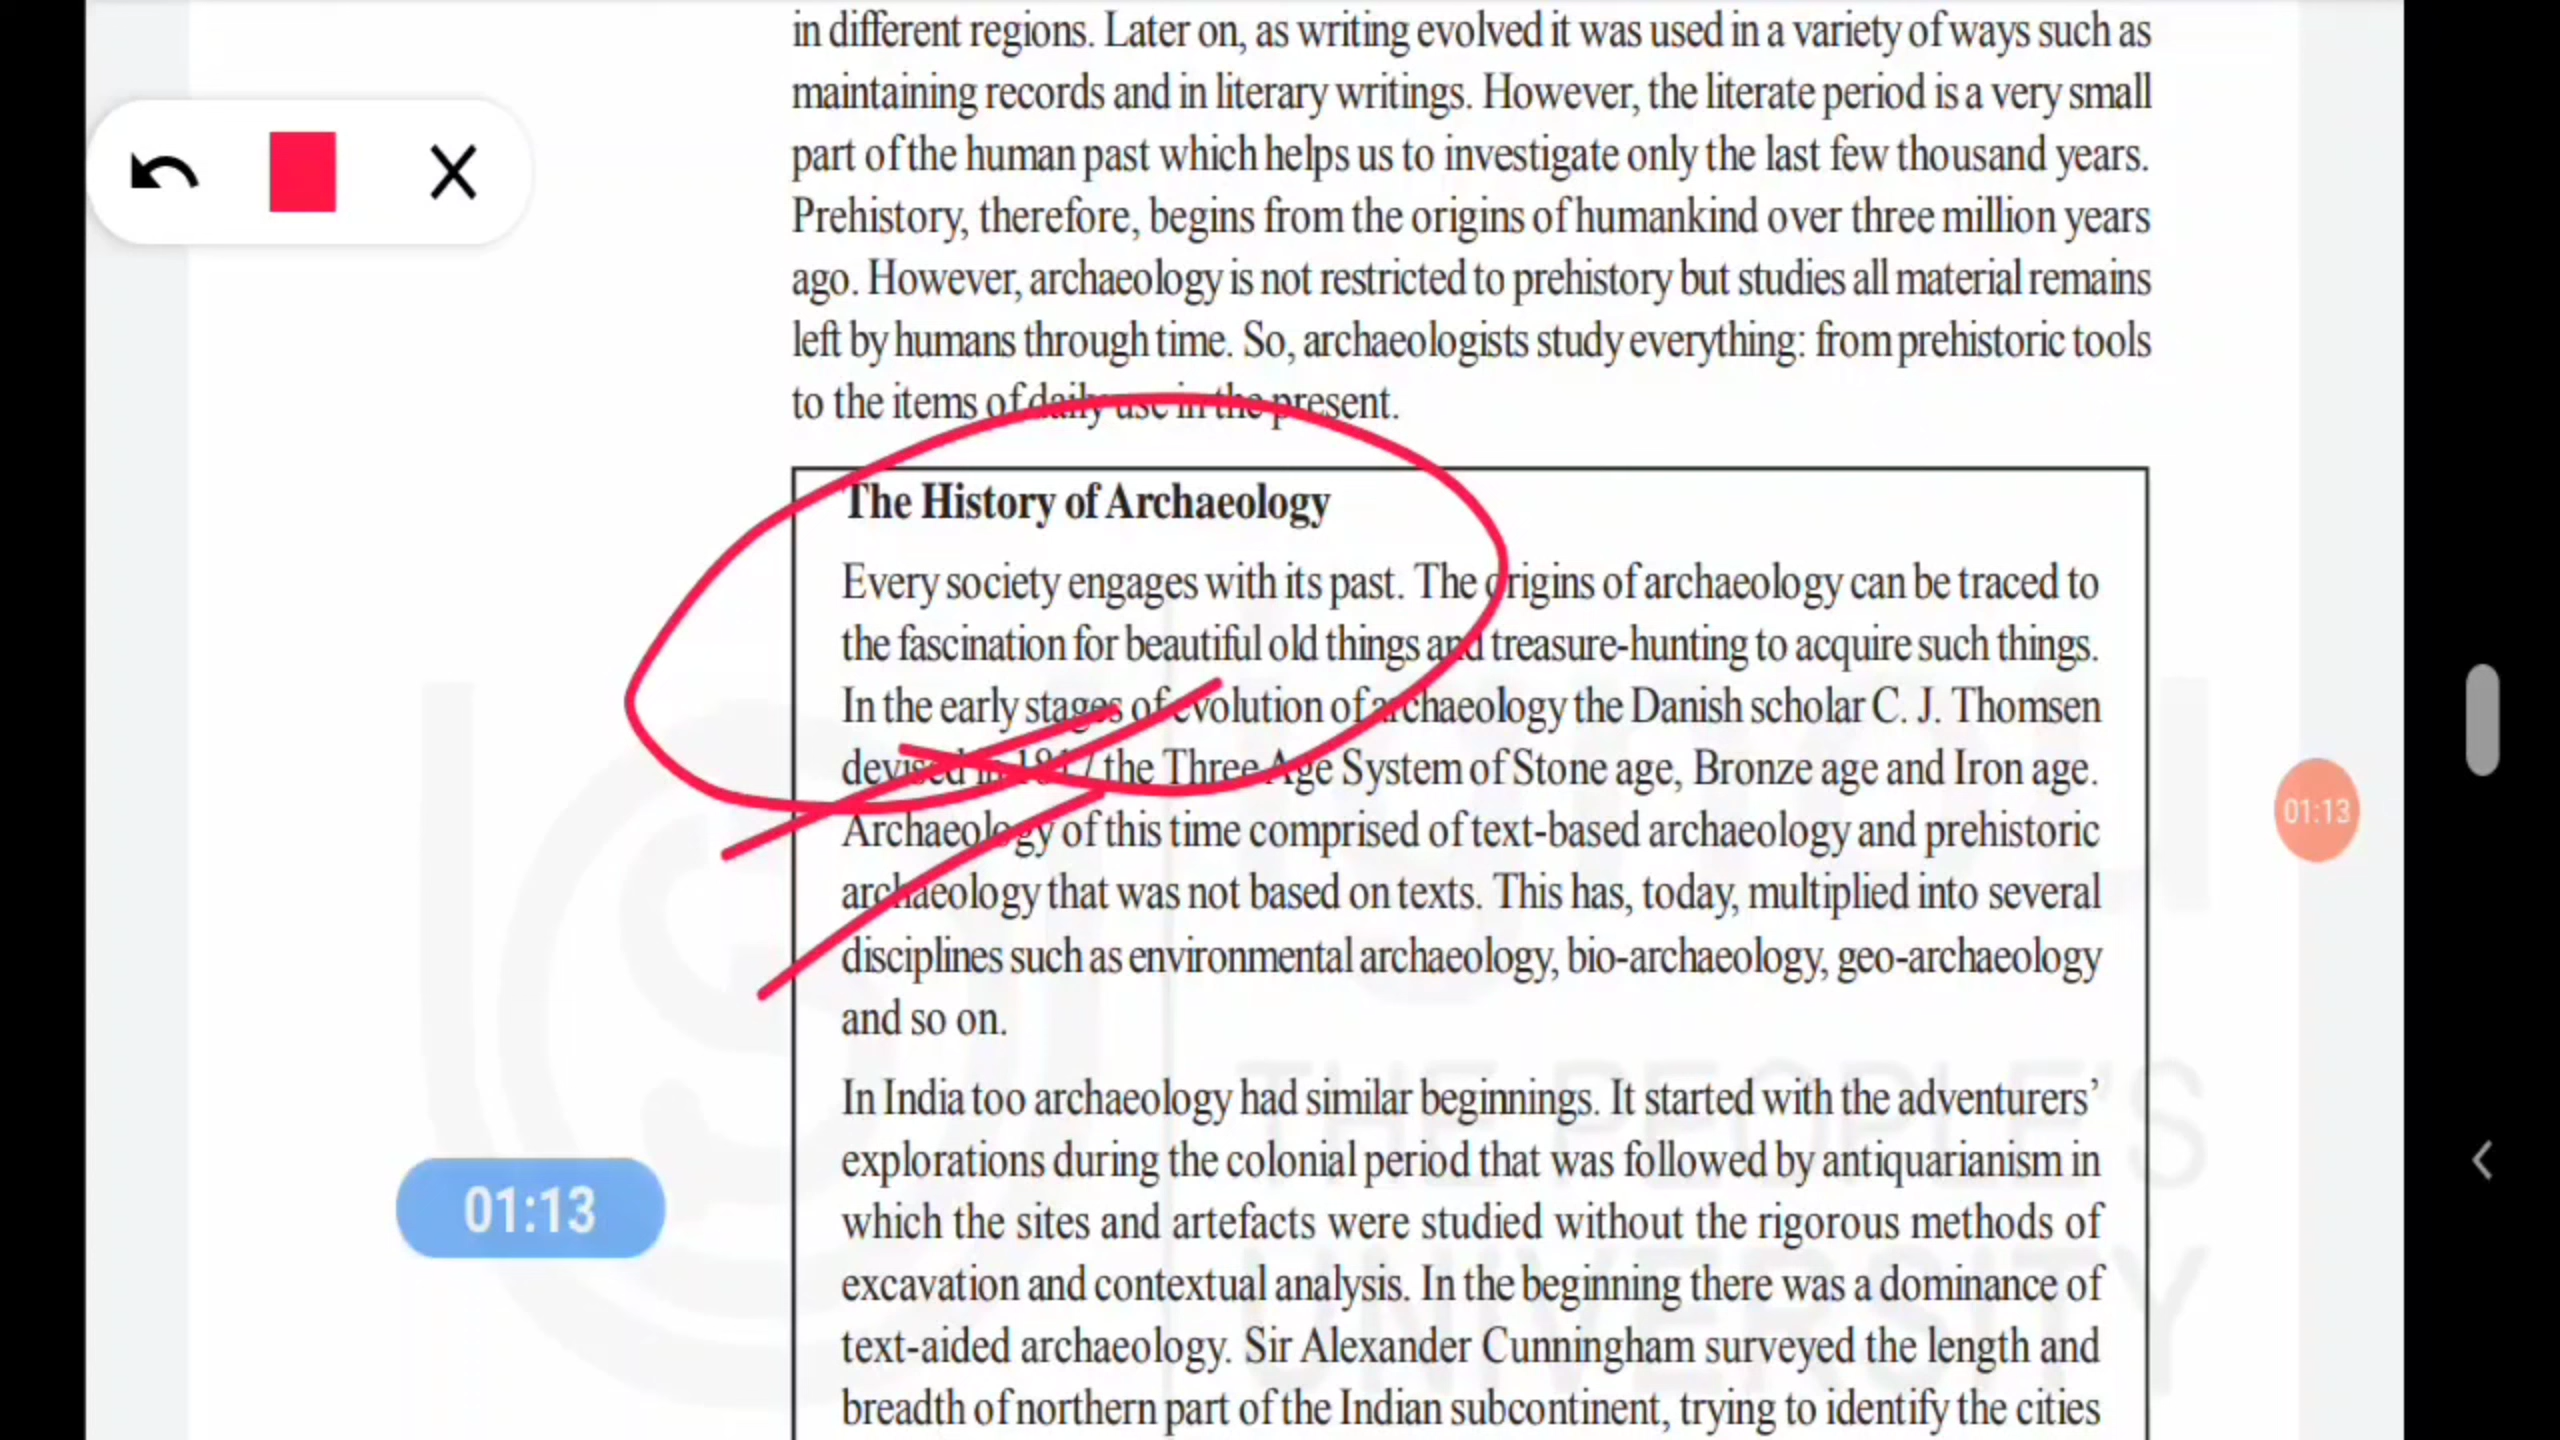 in different regions. Later on, as writing evolved it was used in a variety of ways such as
maintaining records and in literary writings. However, the literate period is a very small
part of the human past which helps us to investigate only the last few thousand years.
Prehistory, therefore, begins from the origins of humankind over three million years
ago. However, archaeology is not restricted to prehistory but studies all material remains
left by humans through time. So, archaeologists study everything: from prehistoric tools
to the items of daily use in the present.
The History of Archaeology
Every society engages with its past. The origins of archaeology can be traced to
the fascination for beautiful old things and treasure-hunting to acquire such things.
In the early stages of evolution of archaeology the Danish scholar C. J. Thomsen
devised in the Three Age System of Stone age, Bronze age and Iron age.
Archaeology of this time comprised of text-based archaeology and prehistoric
archaeology that was not based on texts. This has, today, multiplied into several
disciplines such as environmental archaeology, bio-archaeology, geo-archaeology
and so on.
In India too archaeology had similar beginnings. It started with the adventurers'
explorations during the colonial period that was followed by antiquarianism in
which the sites and artefacts were studied without the rigorous methods of
excavation and contextual analysis. In the beginning there was a dominance of
text-aided archaeology. Sir Alexander Cunningham surveyed the length and
breadth of northern part of the Indian subcontinent, trying to identify the cities
01:13
01:13
ignou
THE PEOPLE'S
UNIVERSITY